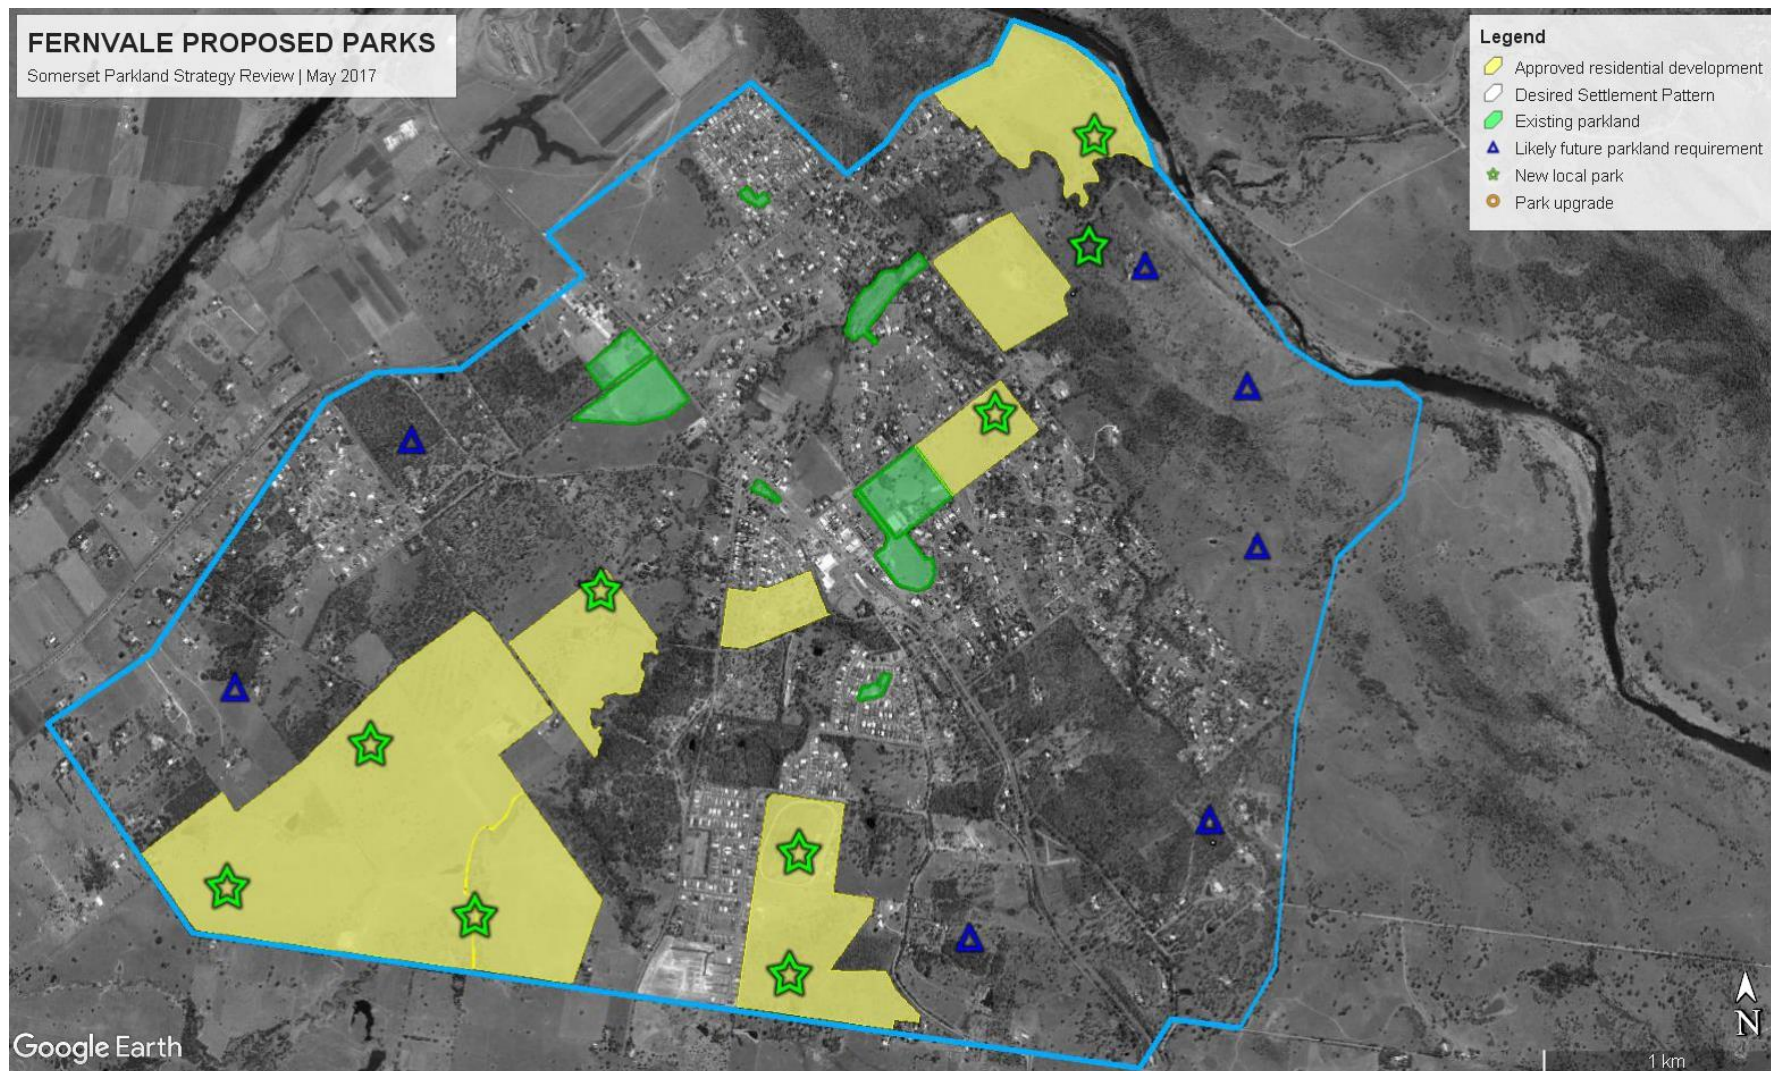 FERNVALE PROPOSED PARKS
Somerset Parkland Strategy Review | May 2017
Legend
Approved residential development
Desired Settlement Pattern
Existing parkland
Likely future parkland requirement
New local park
Park upgrade
N
Google Earth
1 km